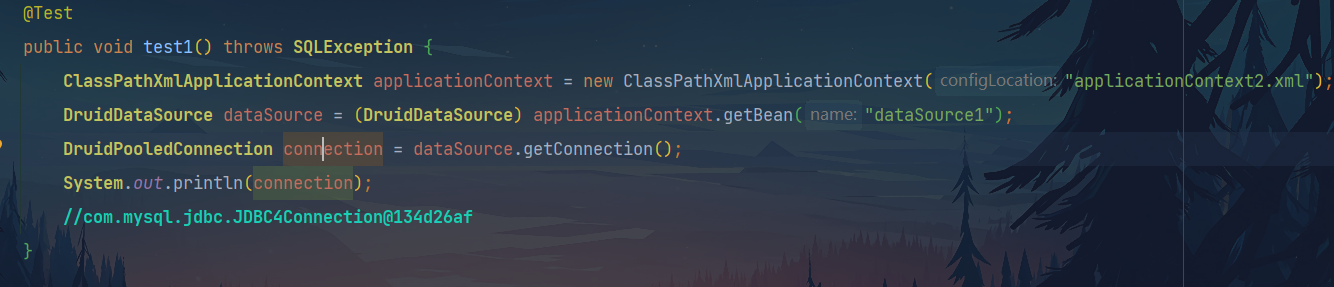 @Test
public void test1() throws SQLException {
ClassPathXmlApplicationContext applicationContext = new ClassPathXmlApplicationContext( configLocation: "applicationContext2.xml");
DruidDataSource dataSource = (DruidDataSource) applicationContext.getBean( name: "dataSource1");
DruidPooledConnection connection = dataSource.getConnection();
System.out.println(connection);
//com.mysql.jdbc.JDBC4Connection@134d26af
}